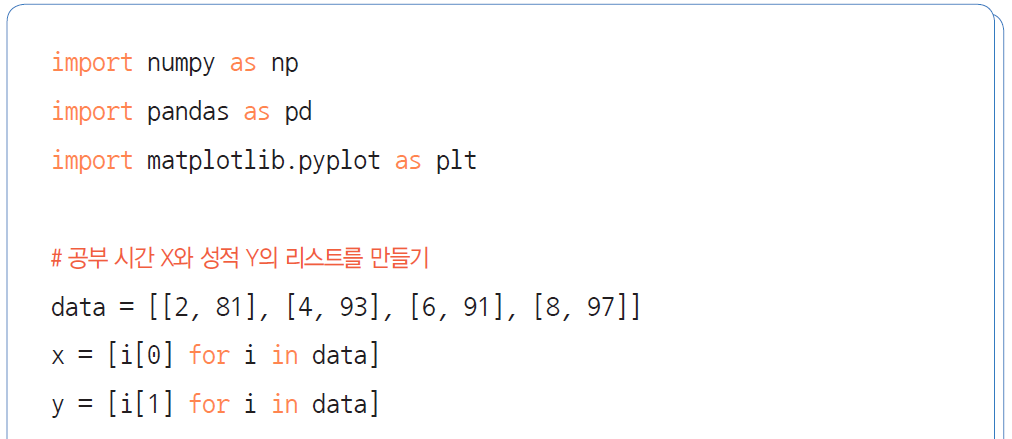 import numpy as np
import pandas as pd
import matplotlib.pyplot as plt
# 공부 시간 X와 성적 Y의 리스트를 만들기
data = [[2, 81], [4, 93], [6, 91], [8, 97]]
x = [i[0] for i in data]
y = [i[1] for i in data]